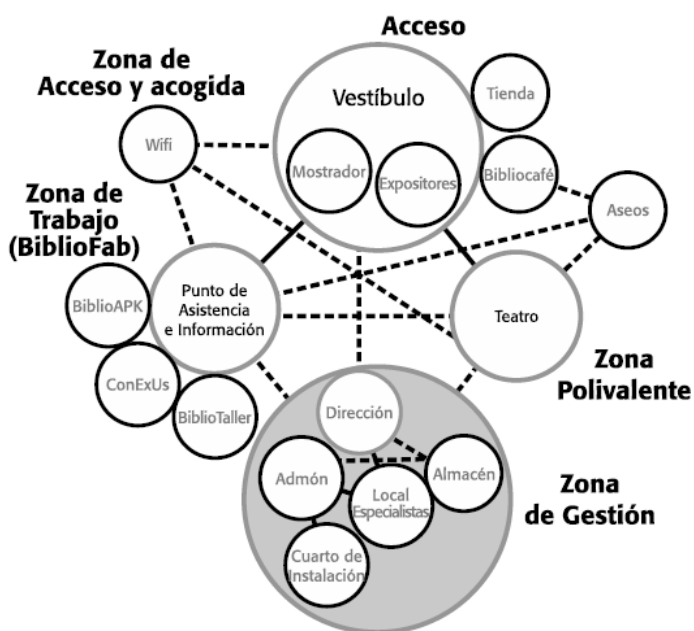 Acceso
Zona de
Acceso y acogida
Vestíbulo
Tienda
Wifi
Mostrador
Expositores
Bibliocafé
Aseos
Zona de
Trabajo
(BiblioFab)
BiblioAPK
Punto de
Asistencia
e Información
Teatro
ConExUs
BiblioTaller
Zona
Polivalente
Dirección
Admón
Almacén
Local
Especialistas
Zona
de Gestión
Cuarto de
Instalación